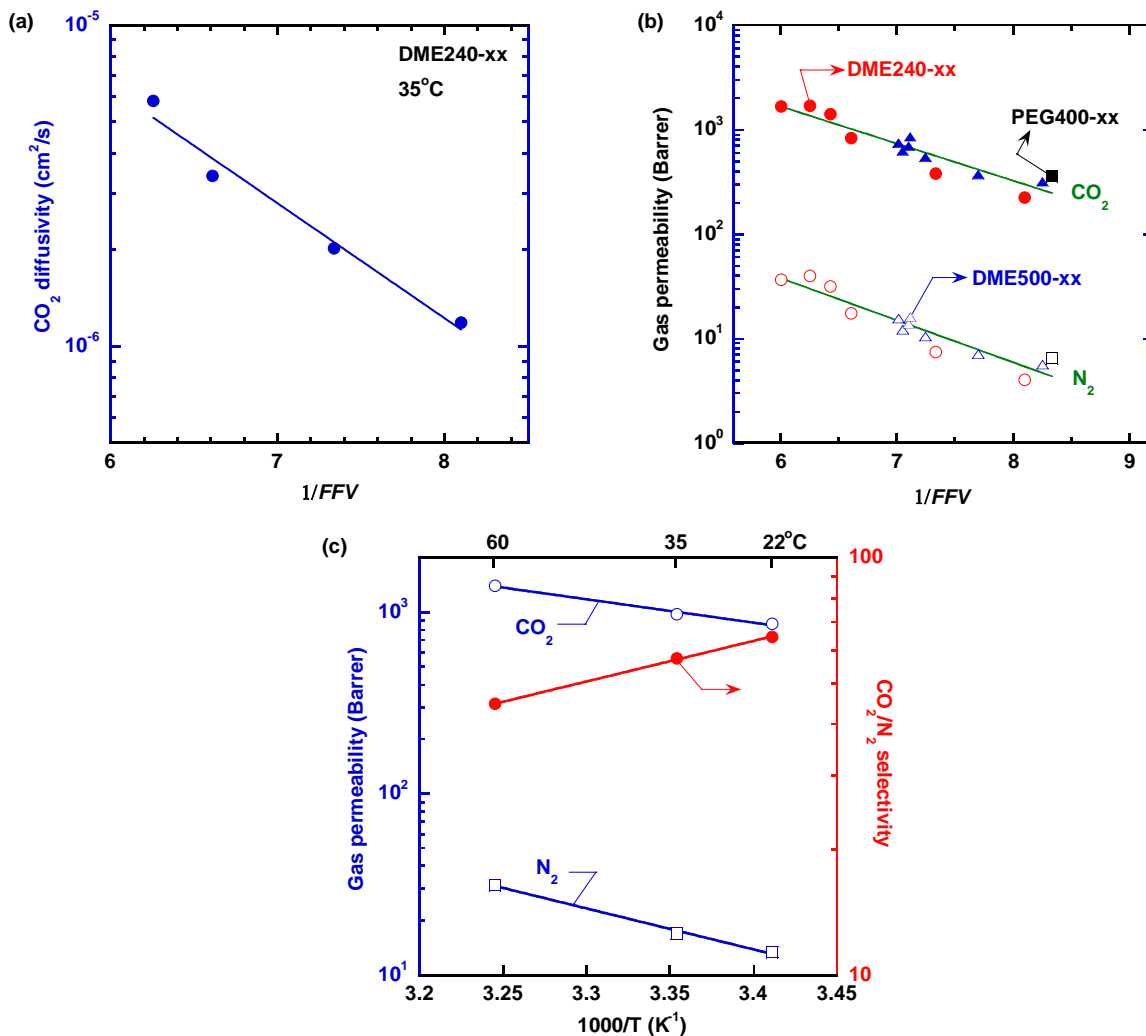 (a)
10⁻⁵
10⁻⁶
CO₂ diffusivity (cm²/s)
DME240-xx
35°C
6 7 8
1/FFV
(b)
10⁴
10³
10²
10¹
10⁰
Gas permeability (Barrer)
DME240-xx
PEG400-xx
CO₂
DME500-xx
N₂
6 7 8 9
1/FFV
(c)
60 35 22°C
10³
10²
10¹
Gas permeability (Barrer)
CO₂
N₂
100
10
CO₂/N₂ selectivity
3.2 3.25 3.3 3.35 3.4 3.45
1000/T (K⁻¹)